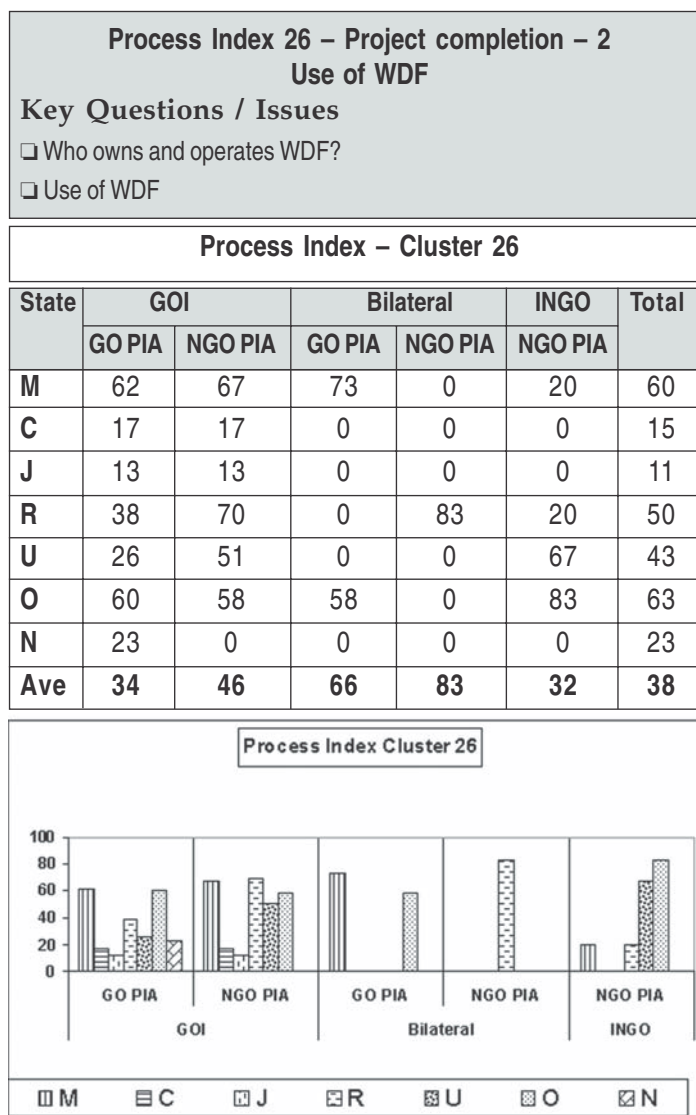 Process Index 26 – Project completion – 2
Use of WDF
Key Questions / Issues
❏ Who owns and operates WDF?
❏ Use of WDF
Process Index – Cluster 26
State GOI Bilateral INGO Total
GO PIA NGO PIA GO PIA NGO PIA NGO PIA
M 62 67 73 0 20 60
C 17 17 0 0 0 15
J 13 13 0 0 0 11
R 38 70 0 83 20 50
U 26 51 0 0 67 43
O 60 58 58 0 83 63
N 23 0 0 0 0 23
Ave 34 46 66 83 32 38
Process Index Cluster 26
100
80
60
40
20
0
GO PIA NGO PIA GO PIA NGO PIA NGO PIA
GOI Bilateral INGO
M C J R U O N